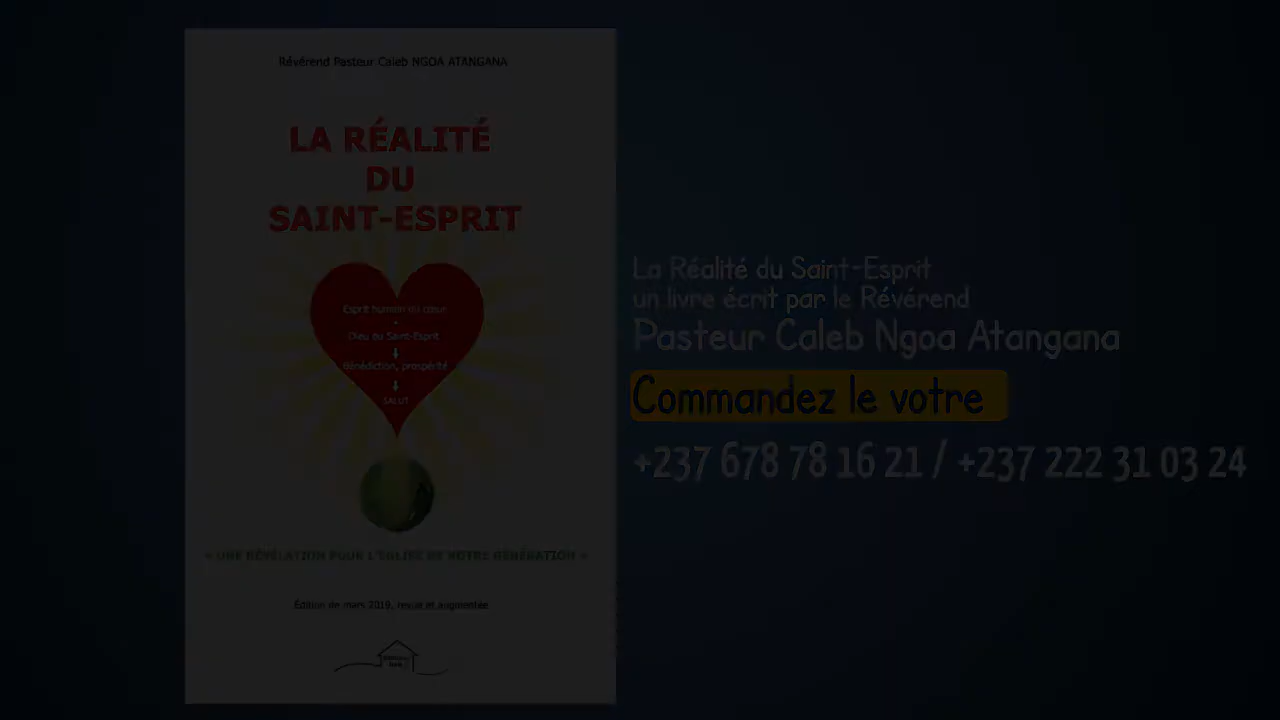 Révérend Pasteur Caleb NGOA ATANGANA
LA RÉALITÉ
DU
SAINT-ESPRIT
Esprit humain du cœur
Dieu du Saint-Esprit
Bénédiction, prospérité
SALUT
« UNE RÉVÉLATION POUR L'ÉGLISE DE NOTRE GÉNÉRATION »
Édition de mars 2019, revue et augmentée
La Réalité du Saint-Esprit
un livre écrit par le Révérend
Pasteur Caleb Ngoa Atangana
Commandez le votre
+237 678 78 16 21 / +237 222 31 03 24